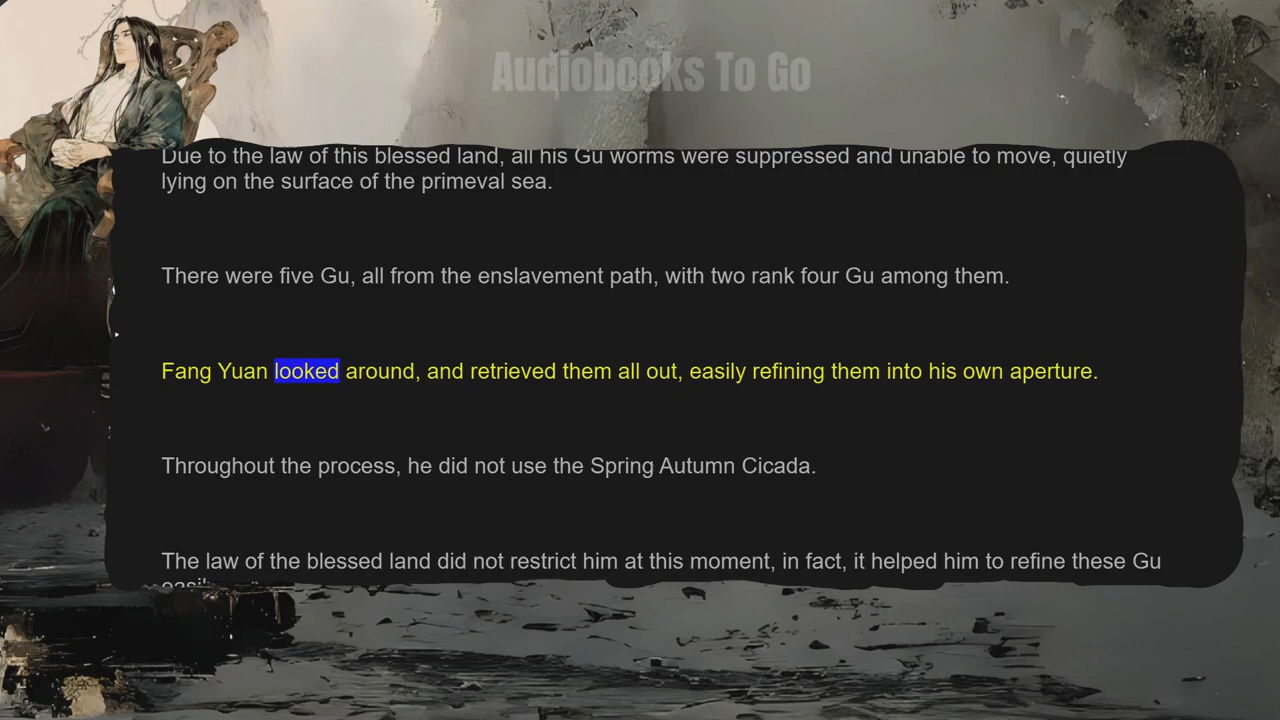 Audiobooks To Go
Due to the law of this blessed land, all his Gu worms were suppressed and unable to move, quietly
lying on the surface of the primeval sea.
There were five Gu, all from the enslavement path, with two rank four Gu among them.
Fang Yuan looked around, and retrieved them all out, easily refining them into his own aperture.
Throughout the process, he did not use the Spring Autumn Cicada.
The law of the blessed land did not restrict him at this moment, in fact, it helped him to refine these Gu